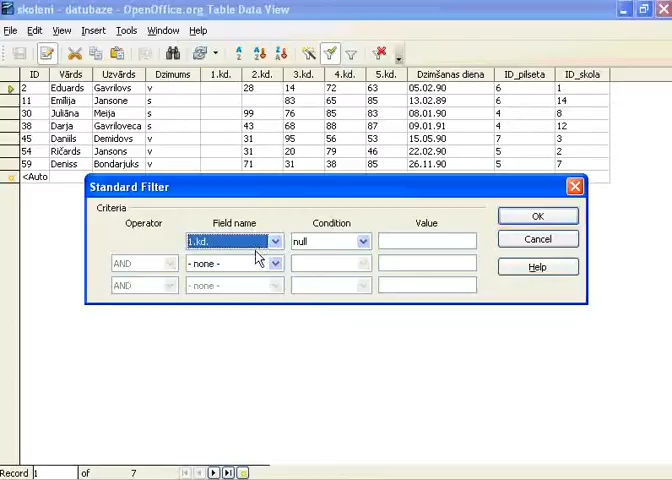 skoleni - datubaze - OpenOffice.org Table Data View
File Edit View Insert Tools Window Help
ID Vārds Uzvārds Dzimums 1.kd. 2.kd. 3.kd. 4.kd. 5.kd. Dzimšanas diena ID_pilseta ID_skola
2 Eduards Gavrilovs v 28 14 72 63 05.02.90 6 1
11 Emīlija Jansone s 83 65 85 13.02.89 6 14
30 Juliāna Meija s 99 76 85 83 08.01.90 4 8
38 Darja Gavriloveca s 43 68 88 87 09.01.91 4 12
45 Daniils Demidovs v 31 95 56 53 15.05.90 7 3
54 Ričards Jansons v 31 20 79 46 22.02.90 5 2
59 Deniss Bondarjuks v 71 31 38 85 26.11.90 5 7
<Auto
Standard Filter
Criteria
Operator Field name Condition Value
OK
1.kd. null
Cancel
AND - none -
Help
AND - none -
Record 1 of 7